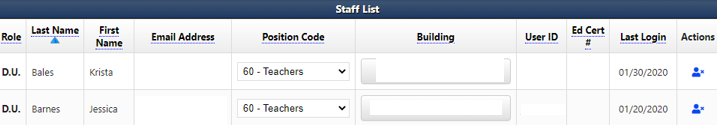 Staff List
Role Last Name First Name Email Address Position Code Building User ID Ed Cert # Last Login Actions
D.U. Bales Krista 60 - Teachers 01/30/2020
D.U. Barnes Jessica 60 - Teachers 01/20/2020